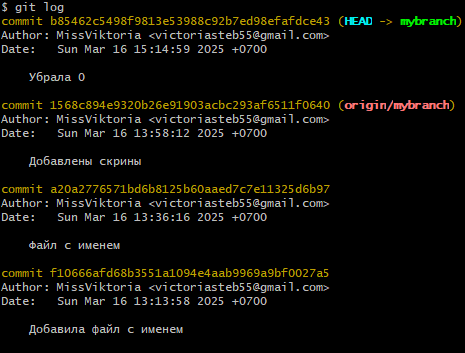 $ git log
commit b85462c5498f9813e53988c92b7ed98efafdce43 (HEAD -> mybranch)
Author: MissViktoria <victoriasteb55@gmail.com>
Date:   Sun Mar 16 15:14:59 2025 +0700
Убрала 0
commit 1568c894e9320b26e91903acbc293af6511f0640 (origin/mybranch)
Author: MissViktoria <victoriasteb55@gmail.com>
Date:   Sun Mar 16 13:58:12 2025 +0700
Добавлены скрины
commit a20a2776571bd6b8125b60aaed7c7e11325d6b97
Author: MissViktoria <victoriasteb55@gmail.com>
Date:   Sun Mar 16 13:36:16 2025 +0700
Файл с именем
commit f10666afd68b3551a1094e4aab9969a9bf0027a5
Author: MissViktoria <victoriasteb55@gmail.com>
Date:   Sun Mar 16 13:13:58 2025 +0700
Добавила файл с именем